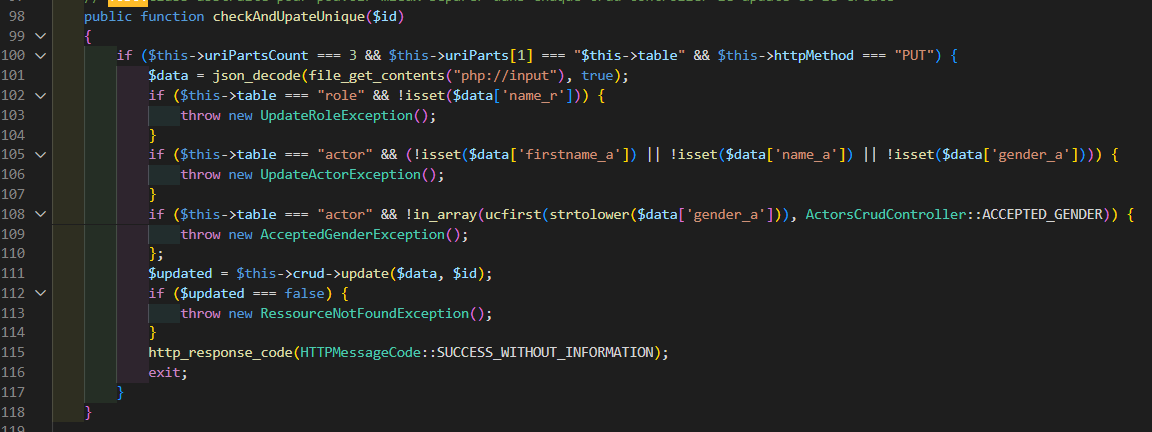 98 public function checkAndUpateUnique($id)
99 {
100 if ($this->uriPartsCount === 3 && $this->uriParts[1] === "$this->table" && $this->httpMethod === "PUT") {
101 $data = json_decode(file_get_contents("php://input"), true);
102 if ($this->table === "role" && !isset($data['name_r'])) {
103 throw new UpdateRoleException();
104 }
105 if ($this->table === "actor" && (!isset($data['firstname_a']) || !isset($data['name_a']) || !isset($data['gender_a']))) {
106 throw new UpdateActorException();
107 }
108 if ($this->table === "actor" && !in_array(ucfirst(strtolower($data['gender_a'])), ActorsCrudController::ACCEPTED_GENDER)) {
109 throw new AcceptedGenderException();
110 };
111 $updated = $this->crud->update($data, $id);
112 if ($updated === false) {
113 throw new RessourceNotFoundException();
114 }
115 http_response_code(HTTPMessageCode::SUCCESS_WITHOUT_INFORMATION);
116 exit;
117 }
118 }
119